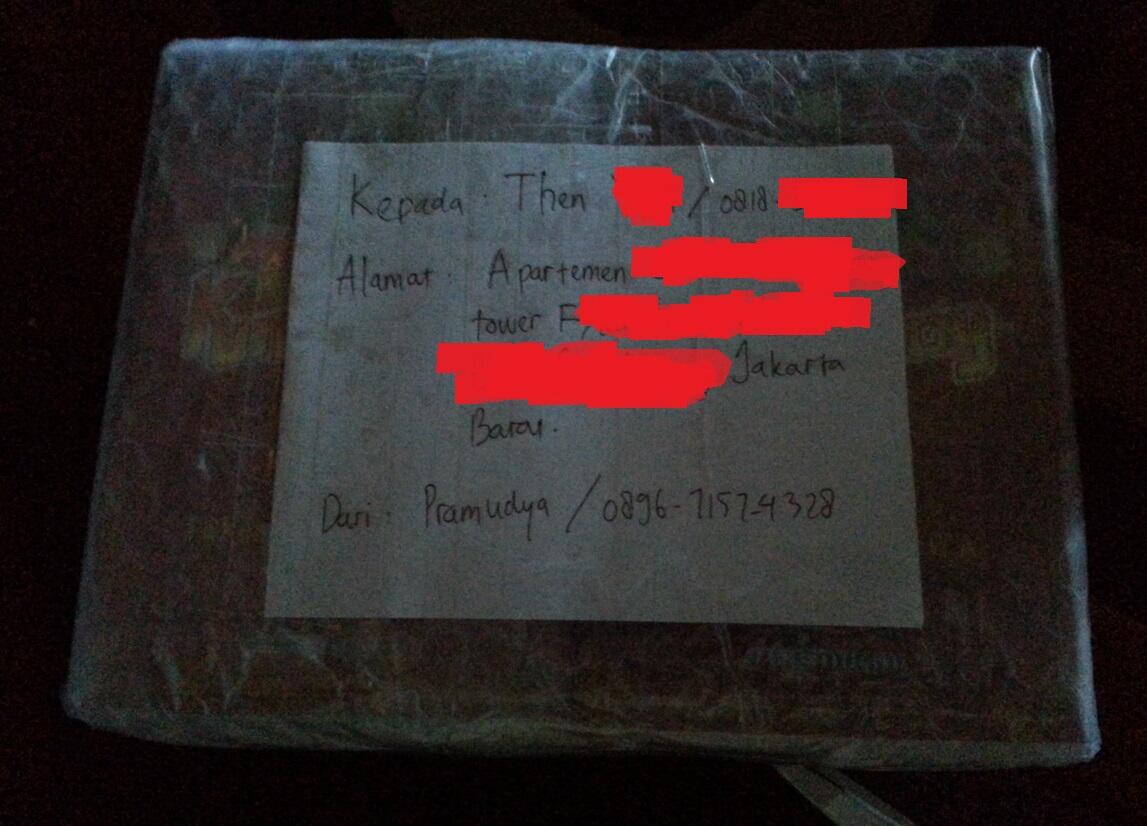 Kepada : Then / 0818-
Alamat : Apartemen
tower F/
Jakarta
Barat.
Dari : Pramudya / 0896-7157-4328